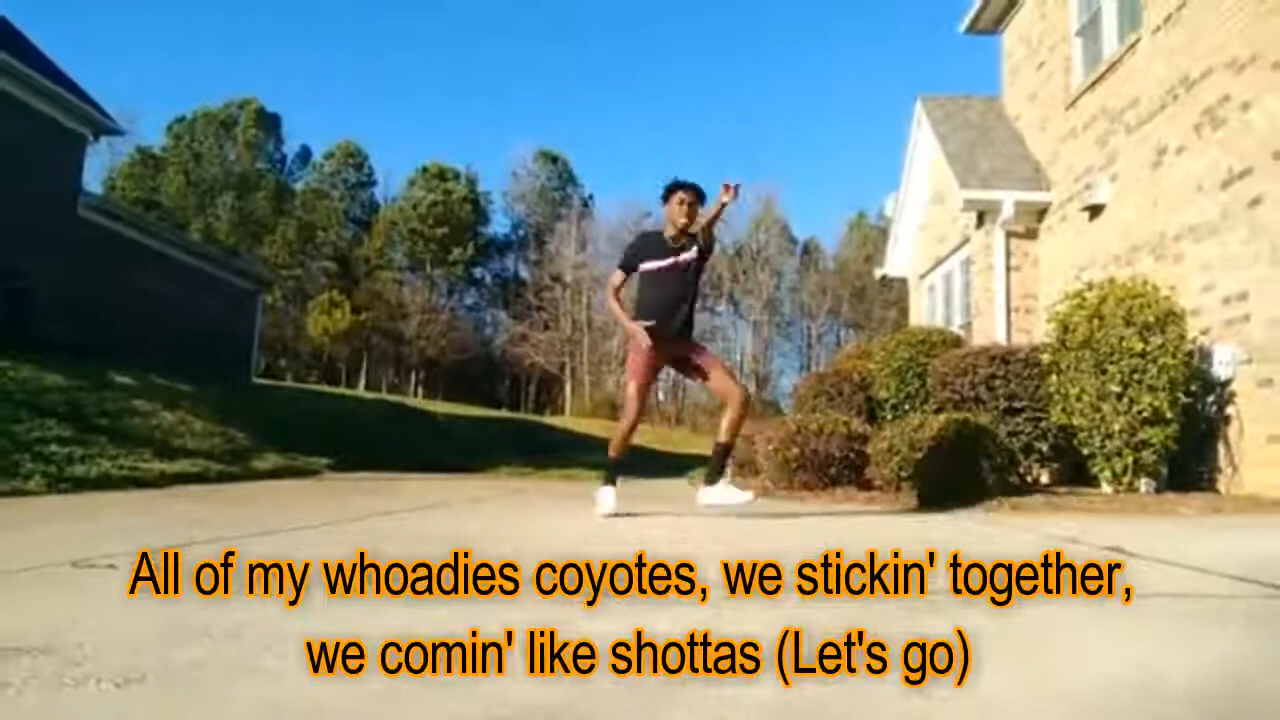 All of my whoadies coyotes, we stickin' together,
we comin' like shottas (Let's go)